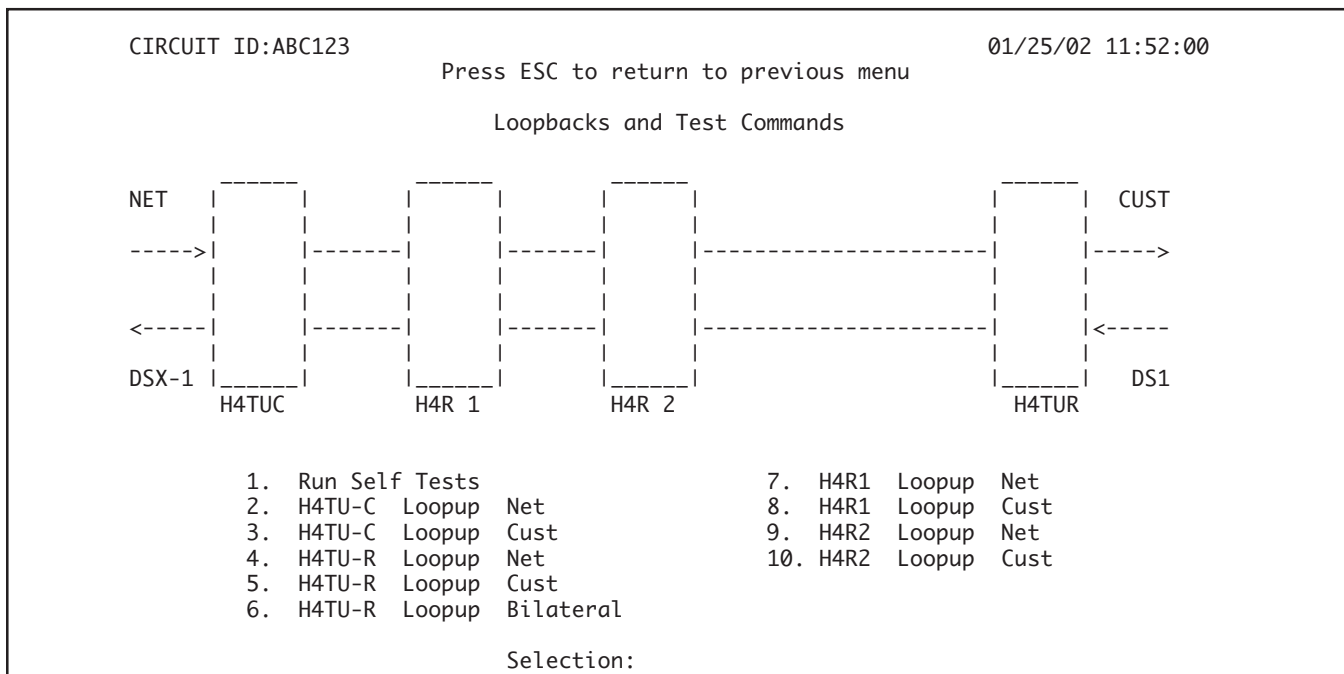 CIRCUIT ID:ABC123 01/25/02 11:52:00
Press ESC to return to previous menu
Loopbacks and Test Commands
NET CUST
DSX-1 DS1
H4TUC H4R 1 H4R 2 H4TUR
1. Run Self Tests 7. H4R1 Loopup Net
2. H4TU-C Loopup Net 8. H4R1 Loopup Cust
3. H4TU-C Loopup Cust 9. H4R2 Loopup Net
4. H4TU-R Loopup Net 10. H4R2 Loopup Cust
5. H4TU-R Loopup Cust
6. H4TU-R Loopup Bilateral
Selection: